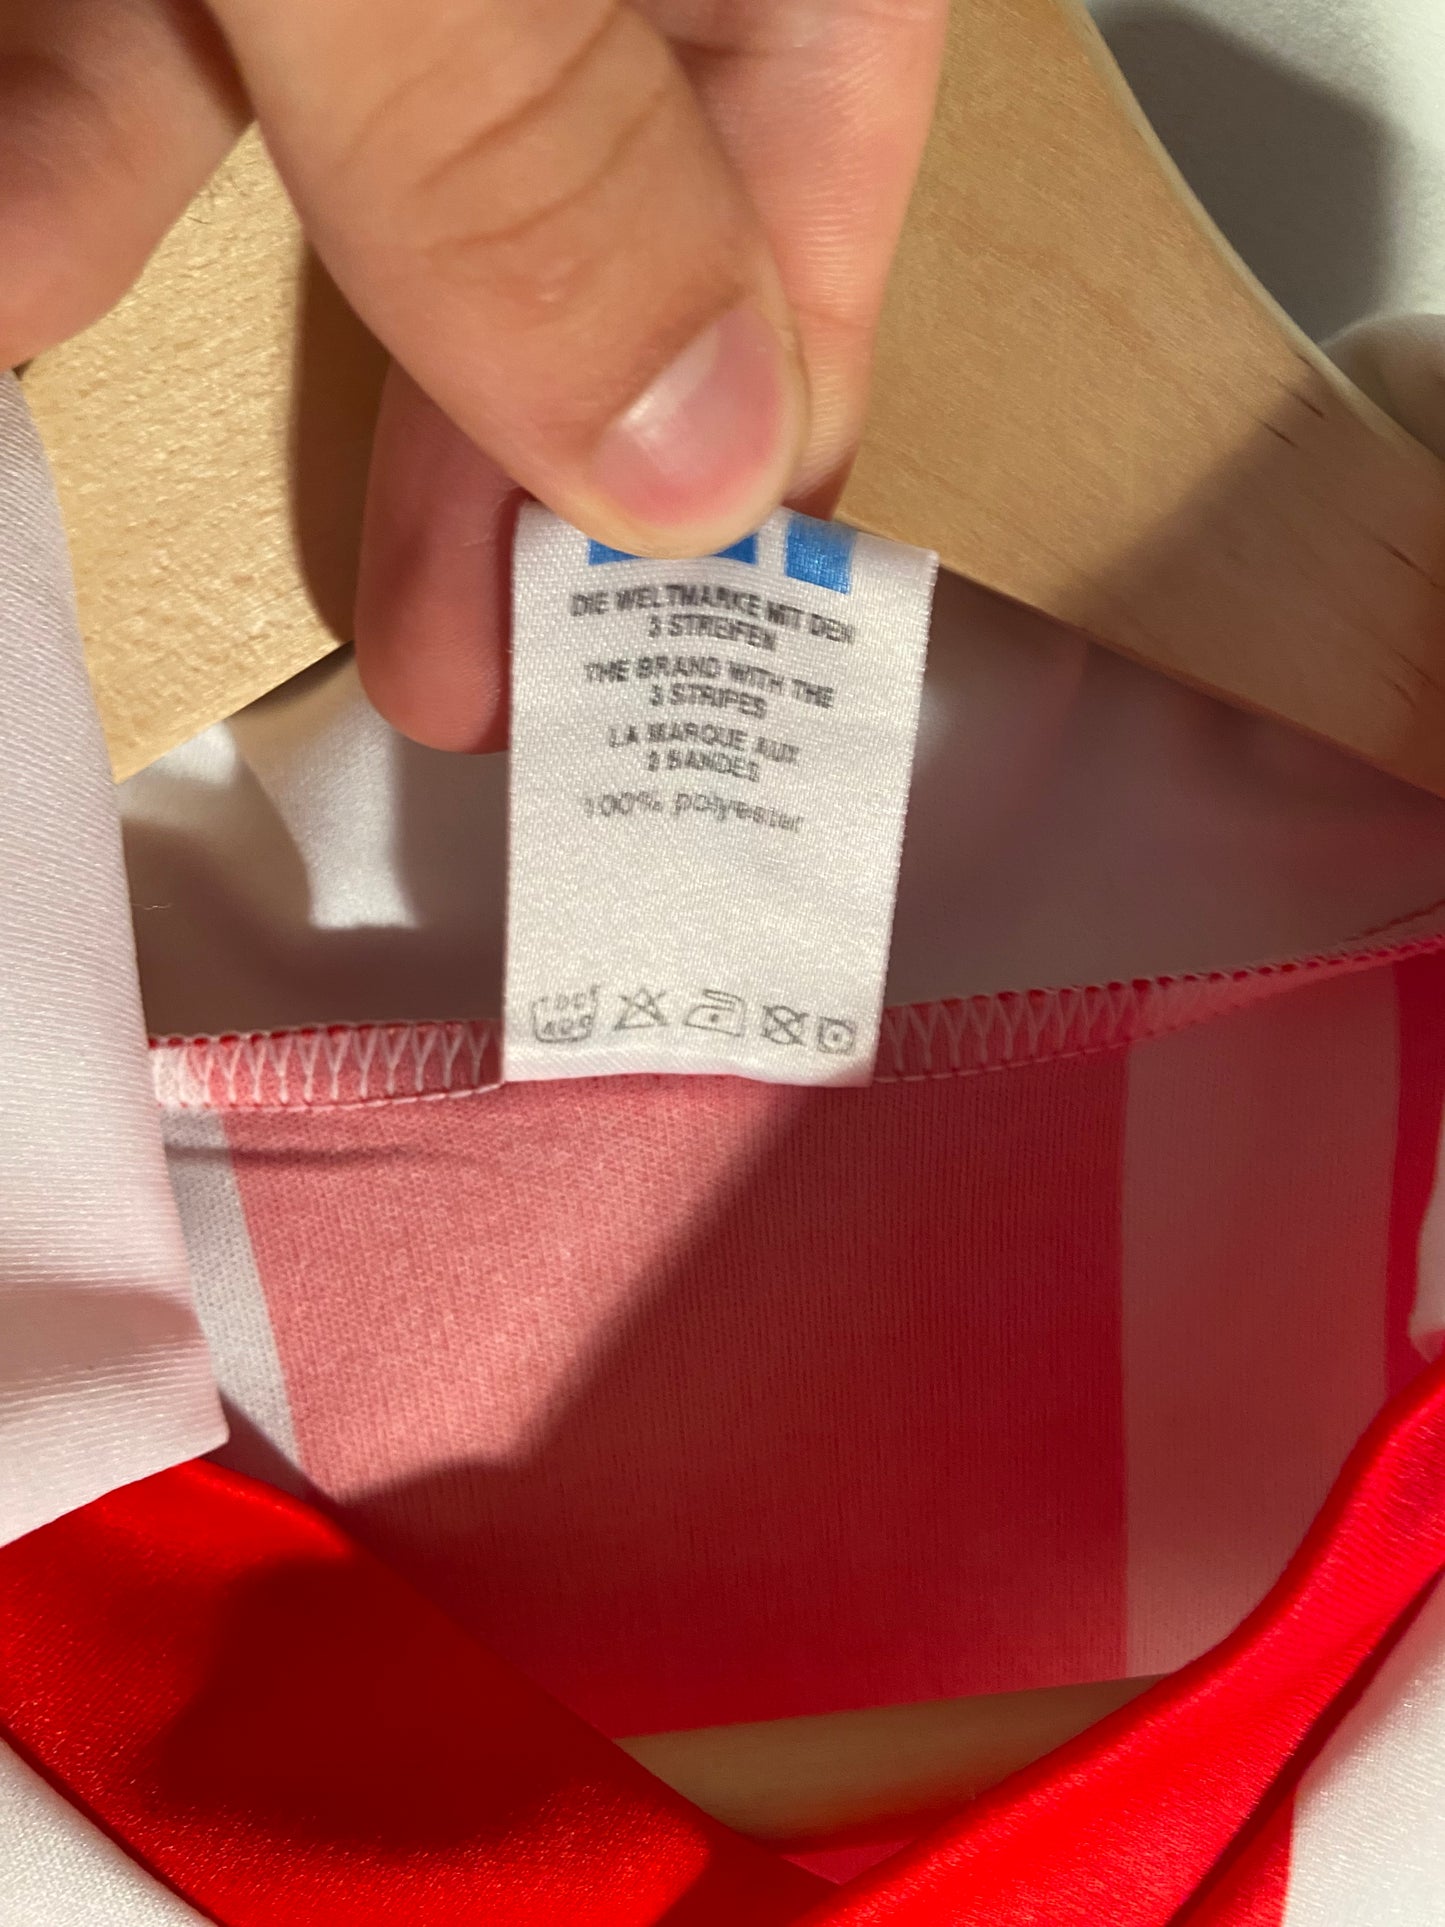 DIE WELTMARKE MIT DEN
3 STREIFEN
THE BRAND WITH THE
3 STRIPES
LA MARQUE AUX
3 BANDES
100% polyester